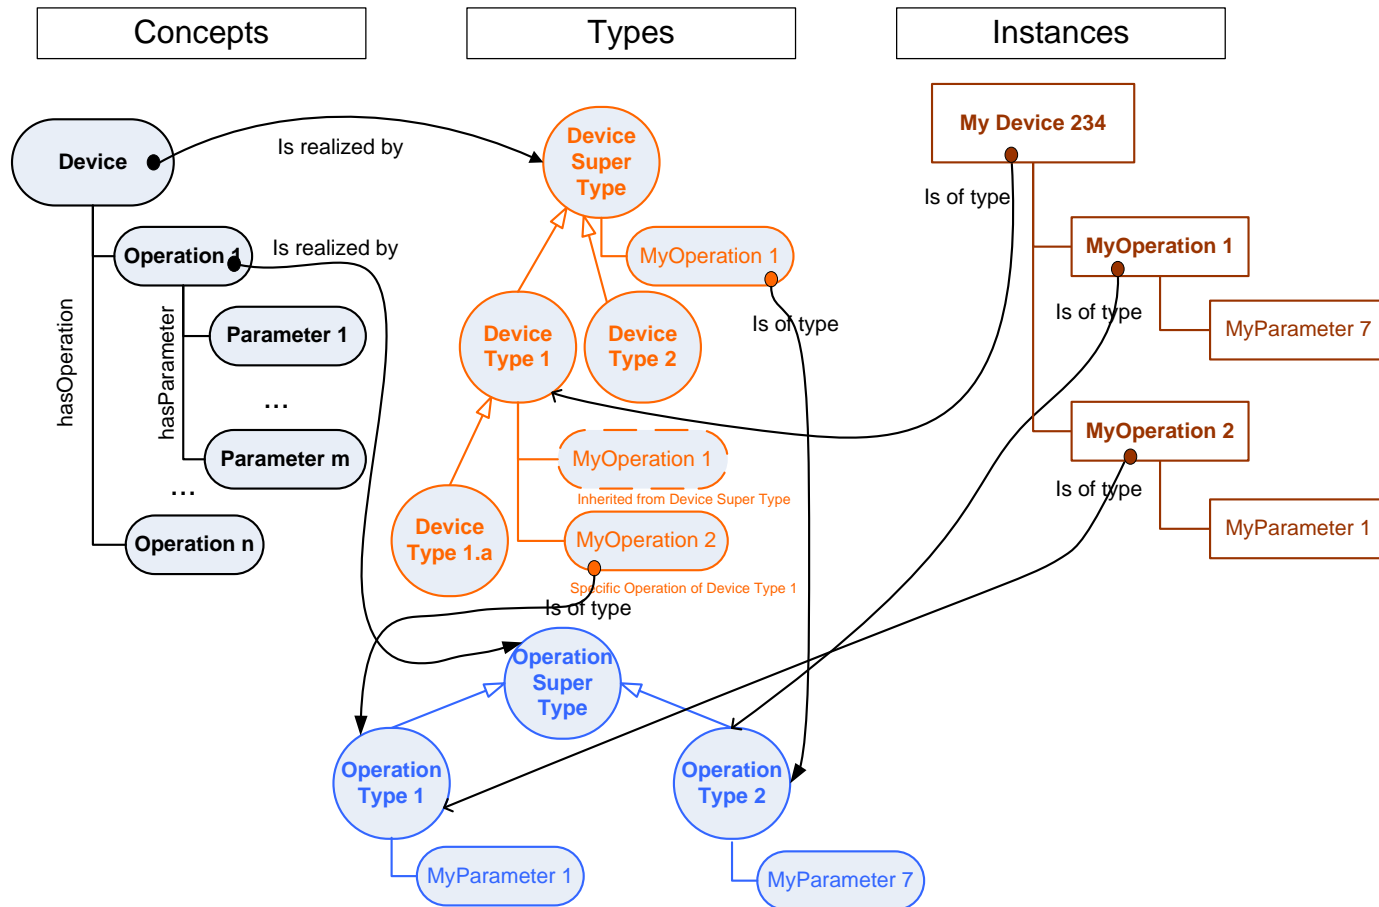 Concepts
Types
Instances
Device
Is realized by
Operation 1
Is realized by
hasOperation
hasParameter
Parameter 1
...
Parameter m
...
Operation n
Device
Super
Type
MyOperation 1
Is of type
Device
Type 1
Device
Type 2
MyOperation 1
Inherited from Device Super Type
Device
Type 1.a
MyOperation 2
Specific Operation of Device Type 1
Is of type
Operation
Super
Type
Operation
Type 1
Operation
Type 2
MyParameter 1
MyParameter 7
My Device 234
Is of type
MyOperation 1
Is of type
MyParameter 7
MyOperation 2
Is of type
MyParameter 1